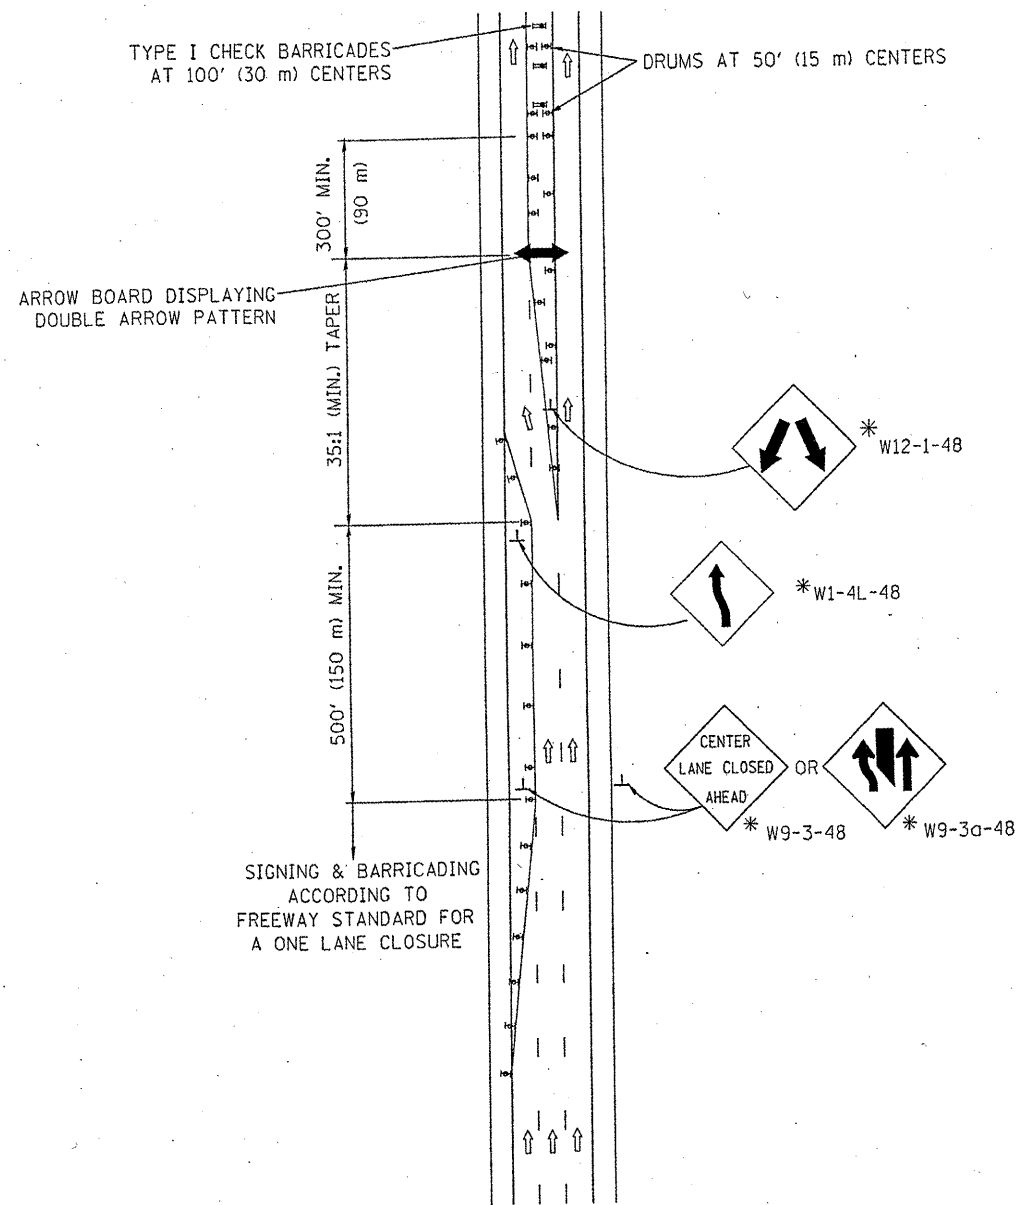 TYPE I CHECK BARRICADES
AT 100' (30 m) CENTERS
DRUMS AT 50' (15 m) CENTERS
300' MIN.
(90 m)
ARROW BOARD DISPLAYING
DOUBLE ARROW PATTERN
35:1 (MIN.) TAPER
* W12-1-48
* W1-4L-48
500' (150 m) MIN.
CENTER
LANE CLOSED
AHEAD
OR
* W9-3-48
* W9-3a-48
SIGNING & BARRICADING
ACCORDING TO
FREEWAY STANDARD FOR
A ONE LANE CLOSURE